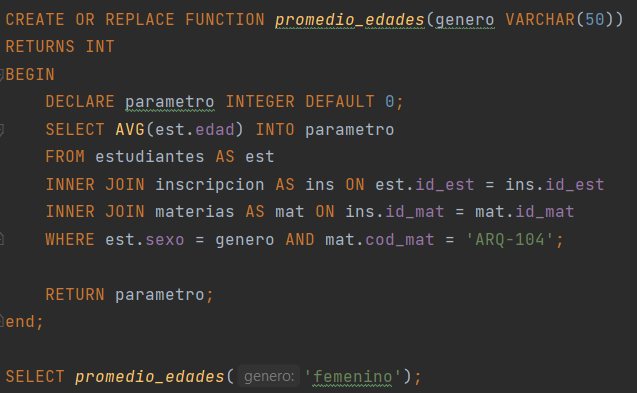 CREATE OR REPLACE FUNCTION promedio_edades(genero VARCHAR(50))
RETURNS INT
BEGIN
DECLARE parametro INTEGER DEFAULT 0;
SELECT AVG(est.edad) INTO parametro
FROM estudiantes AS est
INNER JOIN inscripcion AS ins ON est.id_est = ins.id_est
INNER JOIN materias AS mat ON ins.id_mat = mat.id_mat
WHERE est.sexo = genero AND mat.cod_mat = 'ARQ-104';
RETURN parametro;
end;
SELECT promedio_edades( genero: 'femenino');